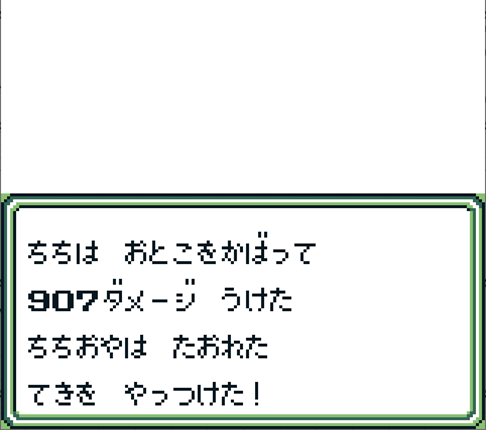 ちちは　おとこをかばって
907ダメージ　うけた
ちちおやは　たおれた
てきを　やっつけた！